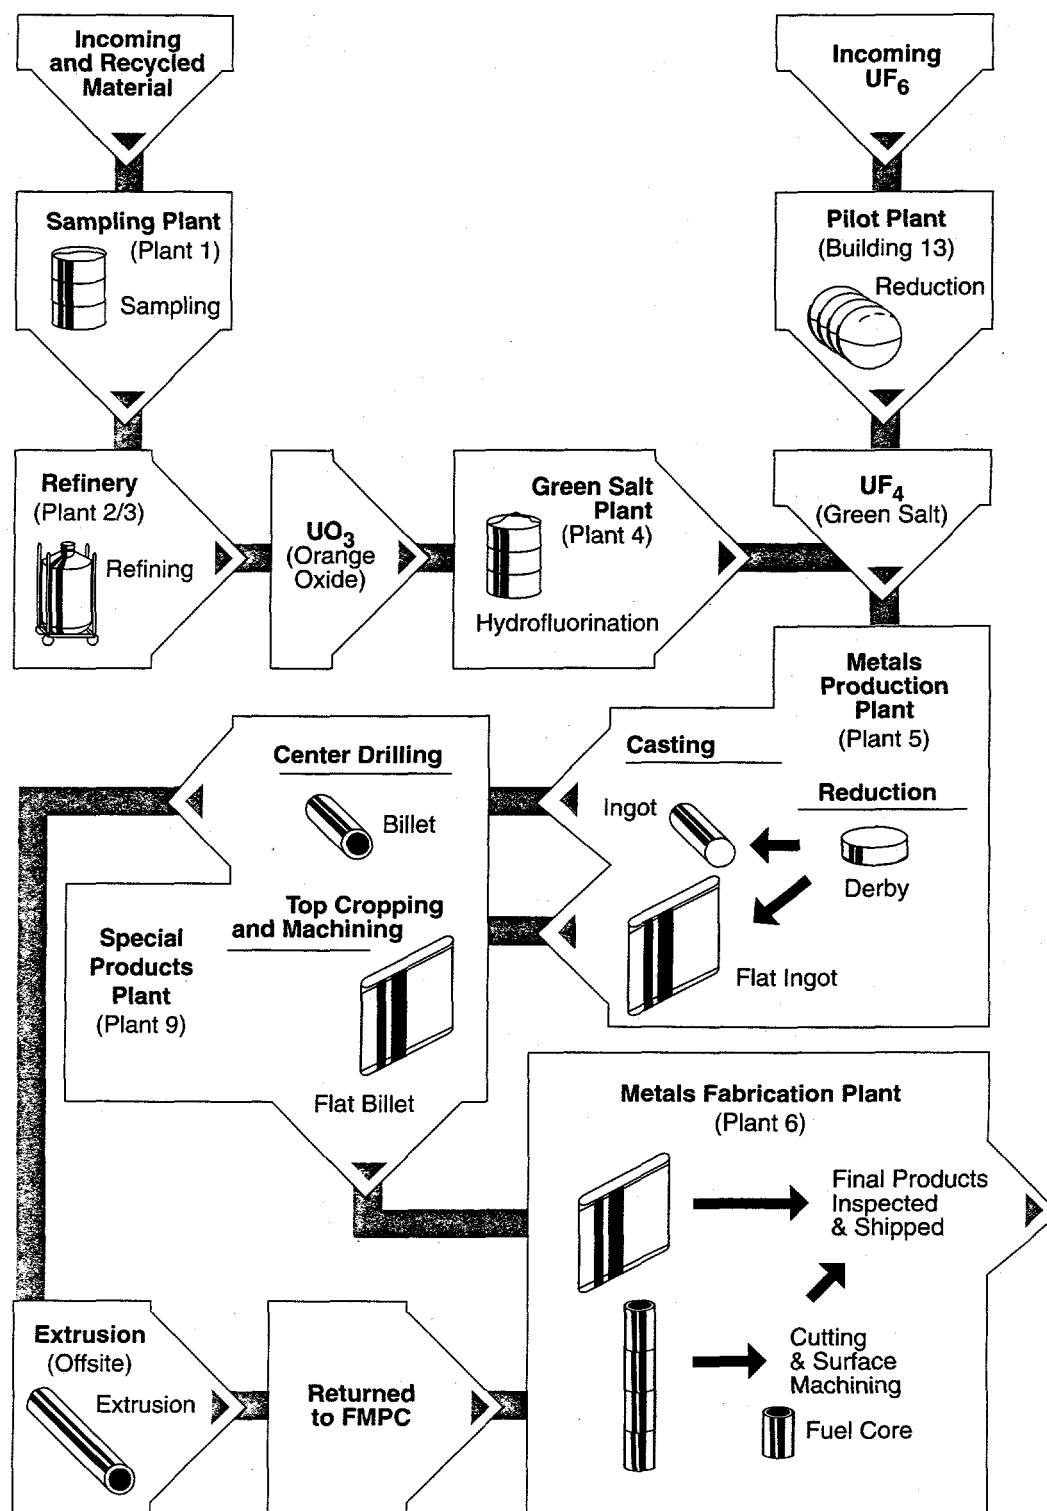 Incoming
and Recycled
Material
Incoming
UF6
Sampling Plant
(Plant 1)
Sampling
Pilot Plant
(Building 13)
Reduction
Refinery
(Plant 2/3)
Refining
UO3
(Orange
Oxide)
Green Salt
Plant
(Plant 4)
Hydrofluorination
UF4
(Green Salt)
Metals
Production
Plant
(Plant 5)
Casting
Reduction
Ingot
Derby
Flat Ingot
Center Drilling
Billet
Top Cropping
and Machining
Special
Products
Plant
(Plant 9)
Flat Billet
Metals Fabrication Plant
(Plant 6)
Final Products
Inspected
& Shipped
Cutting
& Surface
Machining
Fuel Core
Extrusion
(Offsite)
Extrusion
Returned
to FMPC